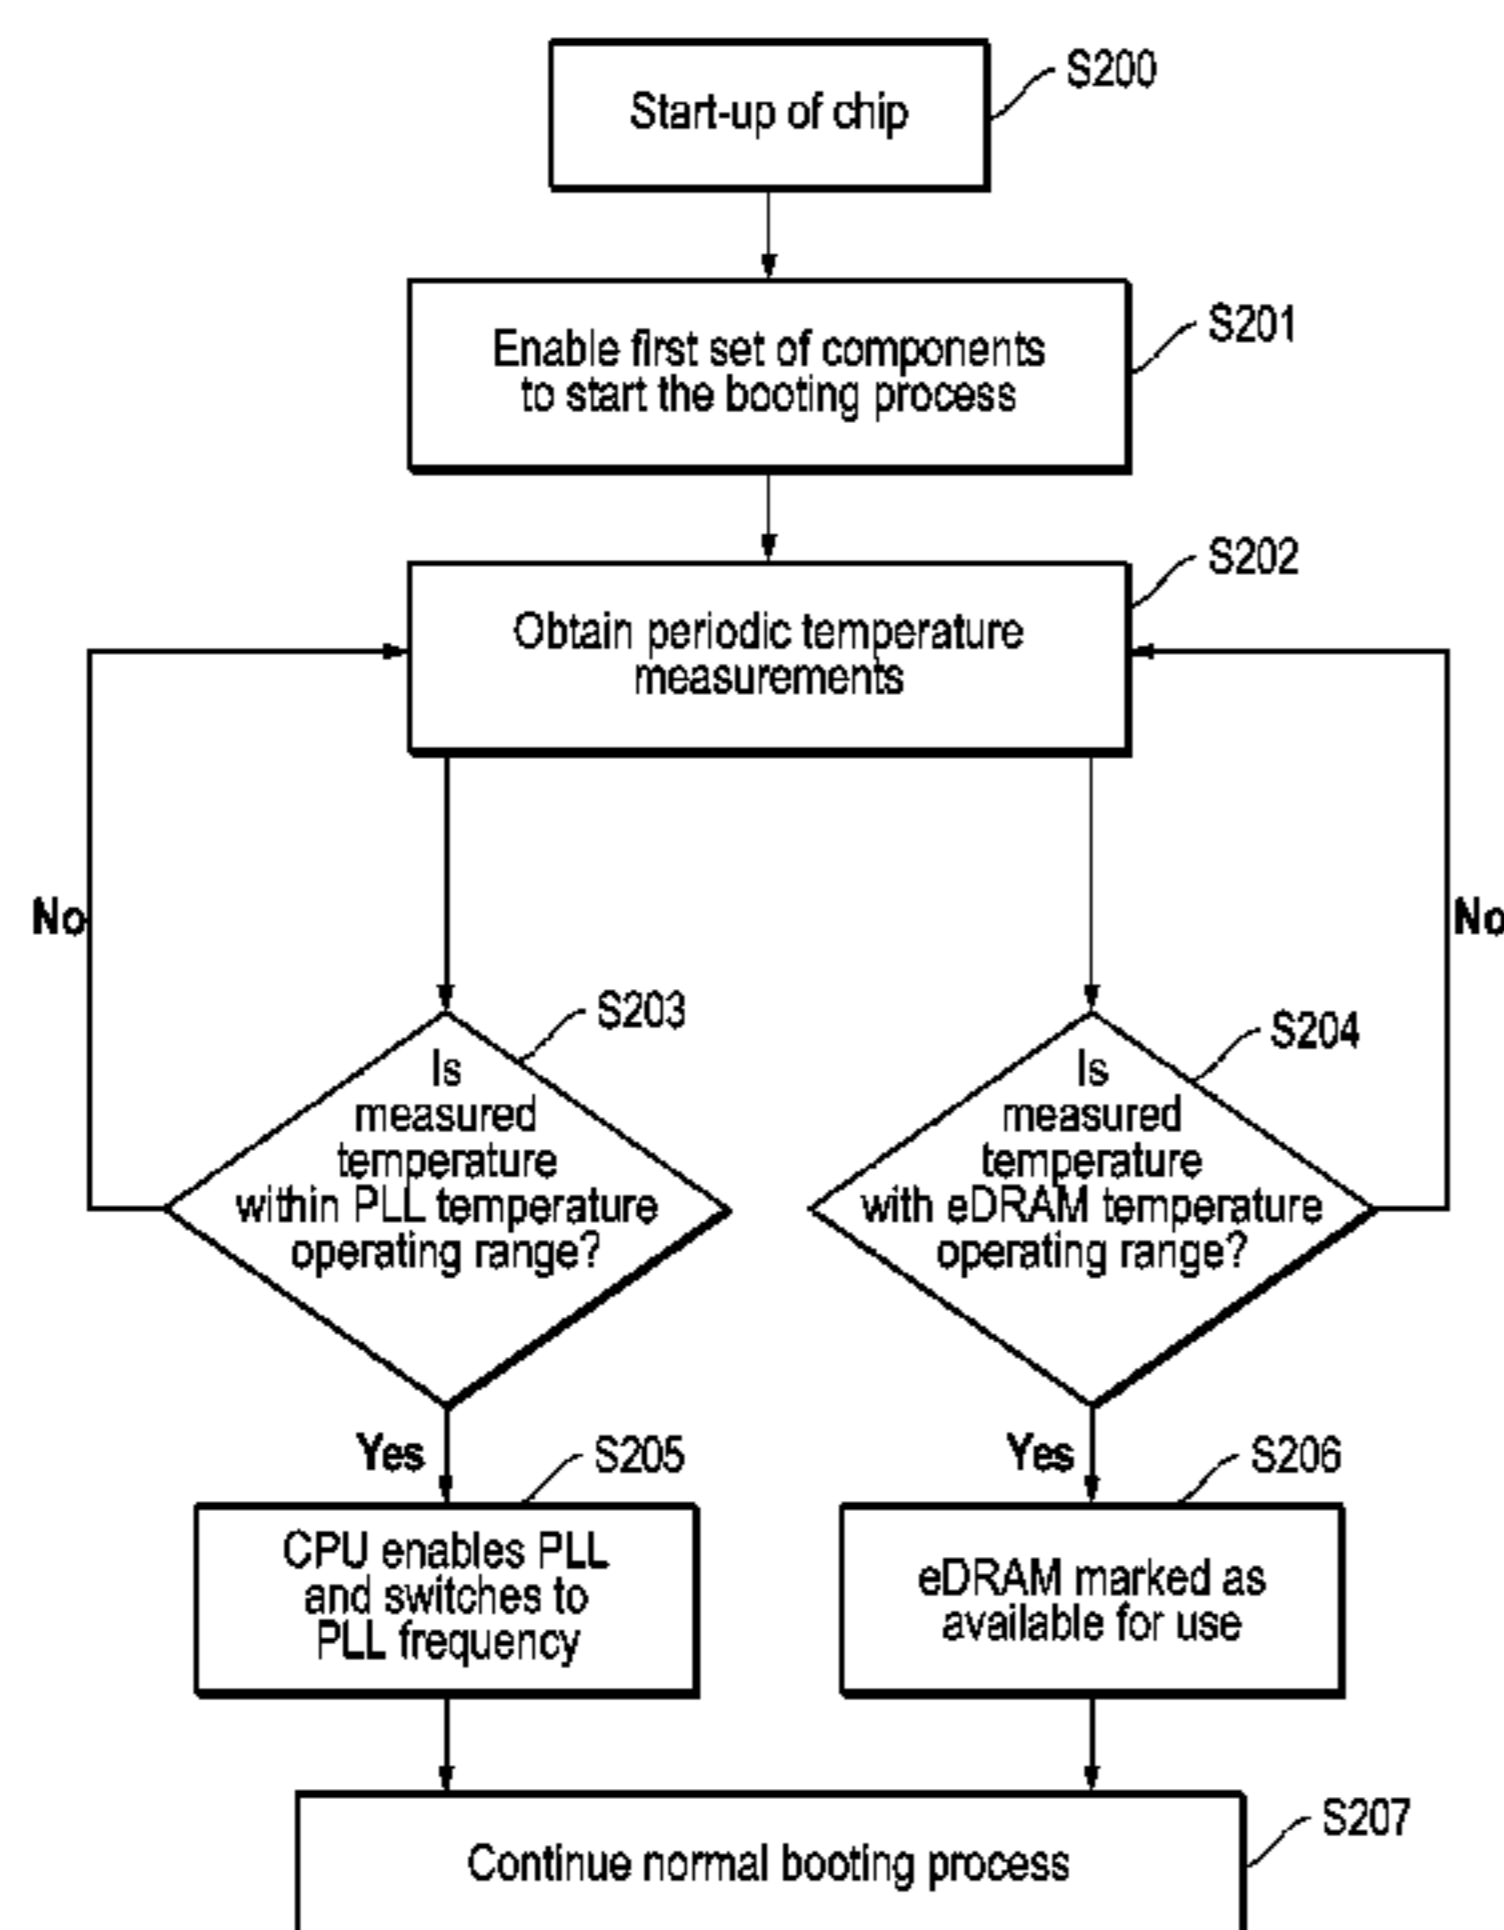 S200
Start-up of chip
S201
Enable first set of components
to start the booting process
S202
Obtain periodic temperature
measurements
No
No
S203
Is
measured
temperature
within PLL temperature
operating range?
S204
Is
measured
temperature
with eDRAM temperature
operating range?
Yes
S205
CPU enables PLL
and switches to
PLL frequency
Yes
S206
eDRAM marked as
available for use
S207
Continue normal booting process